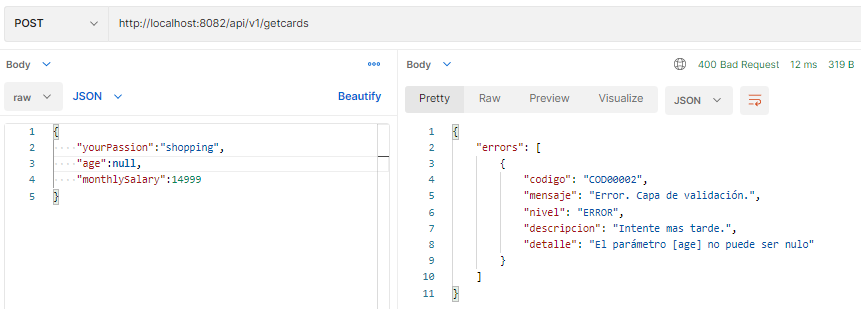 POST http://localhost:8082/api/v1/getcards
Body
raw JSON Beautify
1 {
2 "yourPassion":"shopping",
3 "age":null,
4 "monthlySalary":14999
5 }
Body 400 Bad Request 12 ms 319 B
Pretty Raw Preview Visualize JSON
1 {
2 "errors": [
3 {
4 "codigo": "COD00002",
5 "mensaje": "Error. Capa de validación.",
6 "nivel": "ERROR",
7 "descripcion": "Intente mas tarde.",
8 "detalle": "El parámetro [age] no puede ser nulo"
9 }
10 ]
11 }